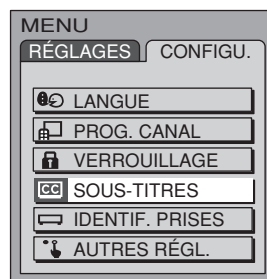 MENU
RÉGLAGES CONFIGU.
LANGUE
PROG. CANAL
VERROUILLAGE
CC SOUS-TITRES
IDENTIF. PRISES
AUTRES RÉGL.